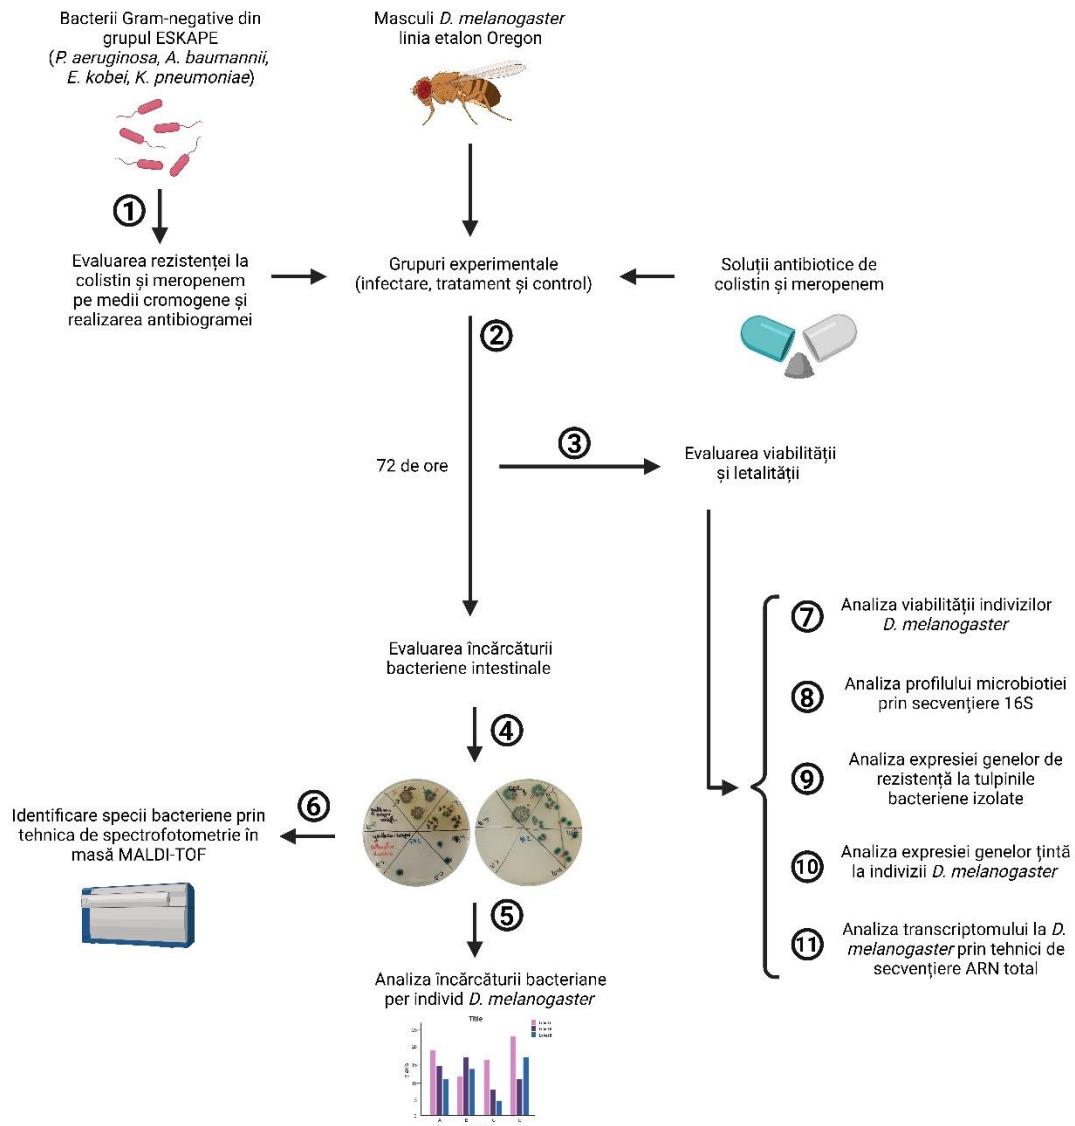 Bacterii Gram-negative din
grupul ESKAPE
(P. aeruginosa, A. baumannii,
E. kobei, K. pneumoniae)
Masculi D. melanogaster
linia etalon Oregon
1
Evaluarea rezistenței la
colistin și meropenem
pe medii cromogene și
realizarea antibiogramei
Grupuri experimentale
(infectare, tratament și control)
Soluții antibiotice de
colistin și meropenem
2
72 de ore
3
Evaluarea viabilității
și letalității
Evaluarea încărcăturii
bacteriene intestinale
4
6
Identificare specii bacteriene prin
tehnica de spectrofotometrie în
masă MALDI-TOF
5
Analiza încărcăturii bacteriane
per individ D. melanogaster
Title
A B C D
7
Analiza viabilității indivizilor
D. melanogaster
8
Analiza profilului microbiotiei
prin secvențiere 16S
9
Analiza expresiei genelor de
rezistență la tulpinile
bacteriene izolate
10
Analiza expresiei genelor țintă
la indivizii D. melanogaster
11
Analiza transcriptomului la D.
melanogaster prin tehnici de
secvențiere ARN total